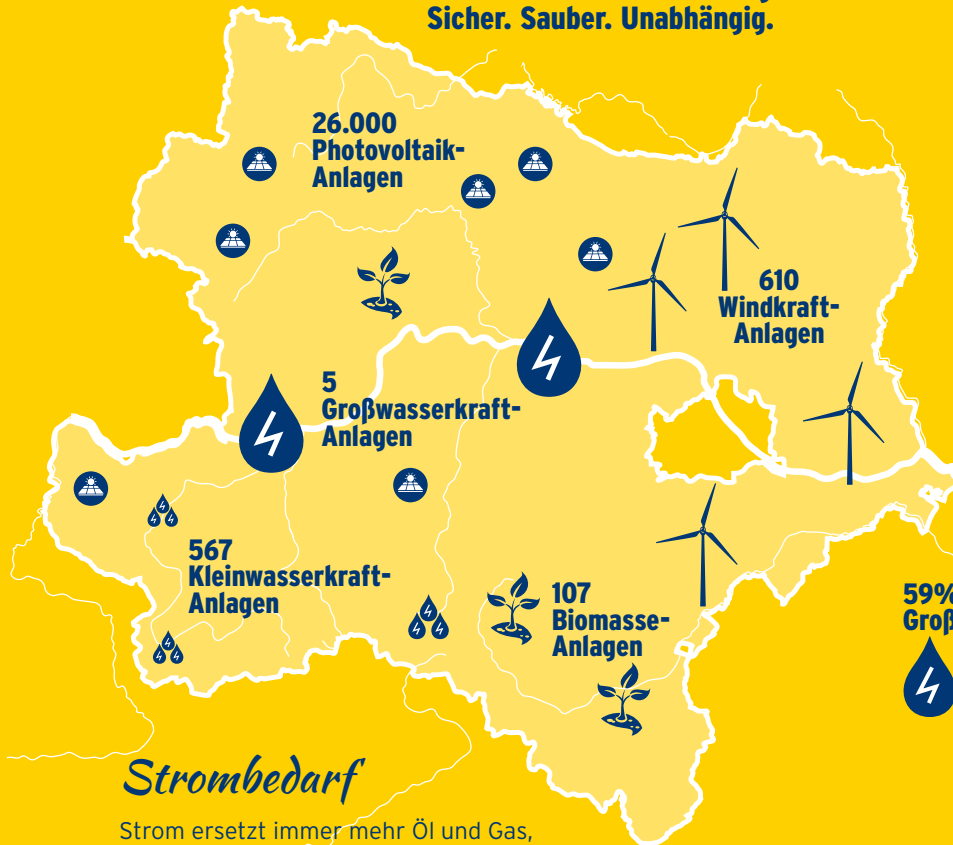 Sicher. Sauber. Unabhängig.
26.000
Photovoltaik-
Anlagen
610
Windkraft-
Anlagen
5
Großwasserkraft-
Anlagen
567
Kleinwasserkraft-
Anlagen
107
Biomasse-
Anlagen
59%
Groß
Strombedarf
Strom ersetzt immer mehr Öl und Gas,